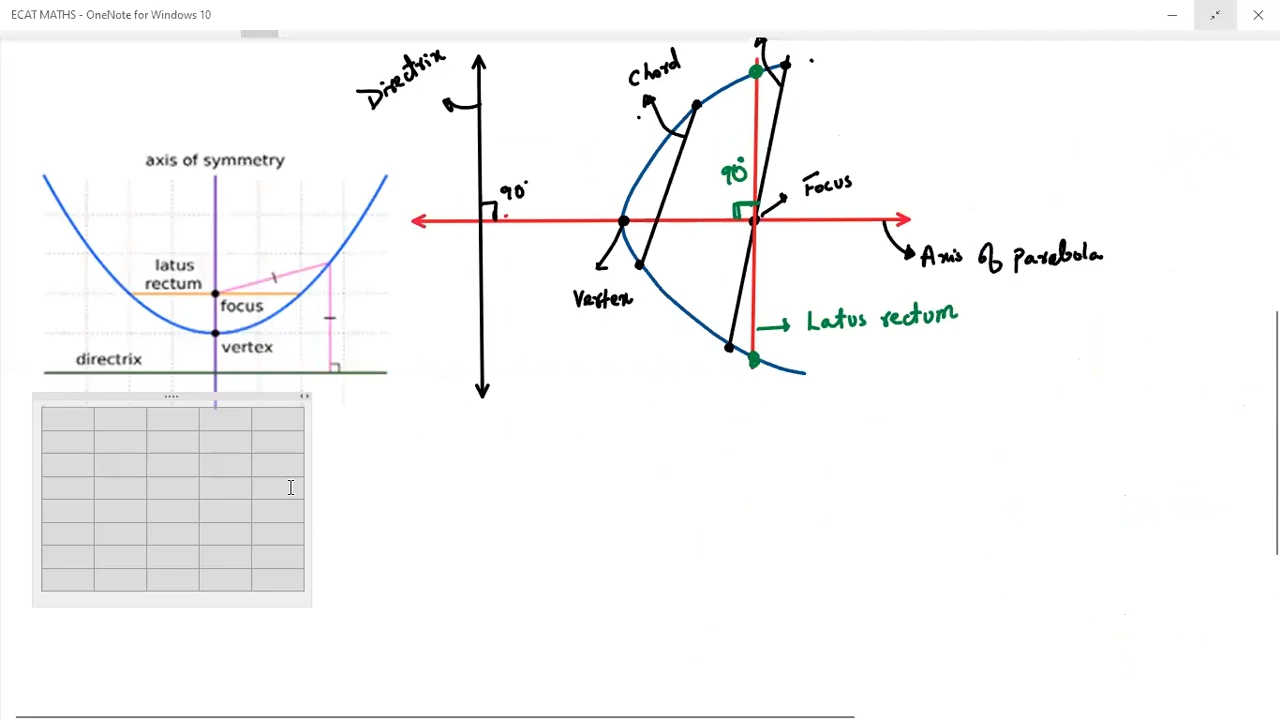 ECAT MATHS - OneNote for Windows 10
Directrix
Chord
axis of symmetry
90°
90°
Focus
latus
rectum
focus
Axis of parabola
Vertex
Latus rectum
vertex
directrix